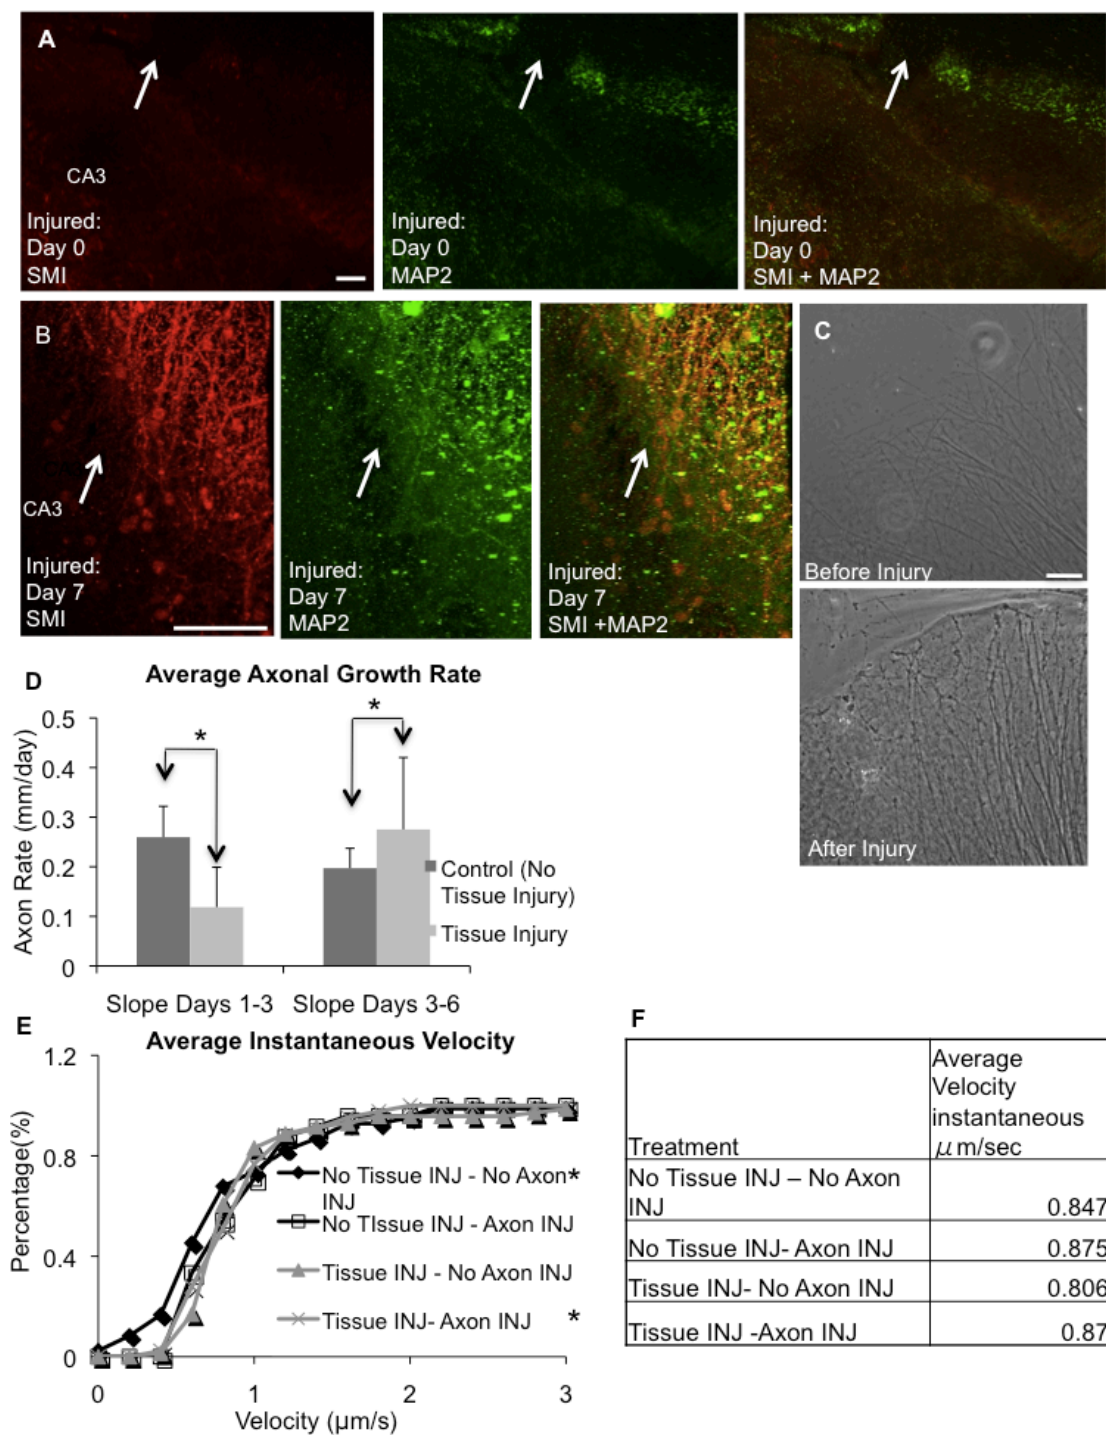 A
CA3
Injured:
Day 0
SMI
Injured:
Day 0
MAP2
Injured:
Day 0
SMI + MAP2
B
CA3
Injured:
Day 7
SMI
Injured:
Day 7
MAP2
Injured:
Day 7
SMI +MAP2
C
Before Injury
After Injury
D
Average Axonal Growth Rate
Axon Rate (mm/day)
0.5
0.4
0.3
0.2
0.1
0
*
*
Control (No
Tissue Injury)
Tissue Injury
Slope Days 1-3
Slope Days 3-6
E
Average Instantaneous Velocity
Percentage(%)
1.2
0.8
0.4
0
No Tissue INJ - No Axon*
INJ
No TIssue INJ - Axon INJ
Tissue INJ - No Axon INJ
Tissue INJ- Axon INJ *
0
1
2
3
Velocity (μm/s)
F
Treatment
Average
Velocity
instantaneous
μ m/sec
No Tissue INJ – No Axon
INJ
0.847
No Tissue INJ- Axon INJ
0.875
Tissue INJ- No Axon INJ
0.806
Tissue INJ -Axon INJ
0.87